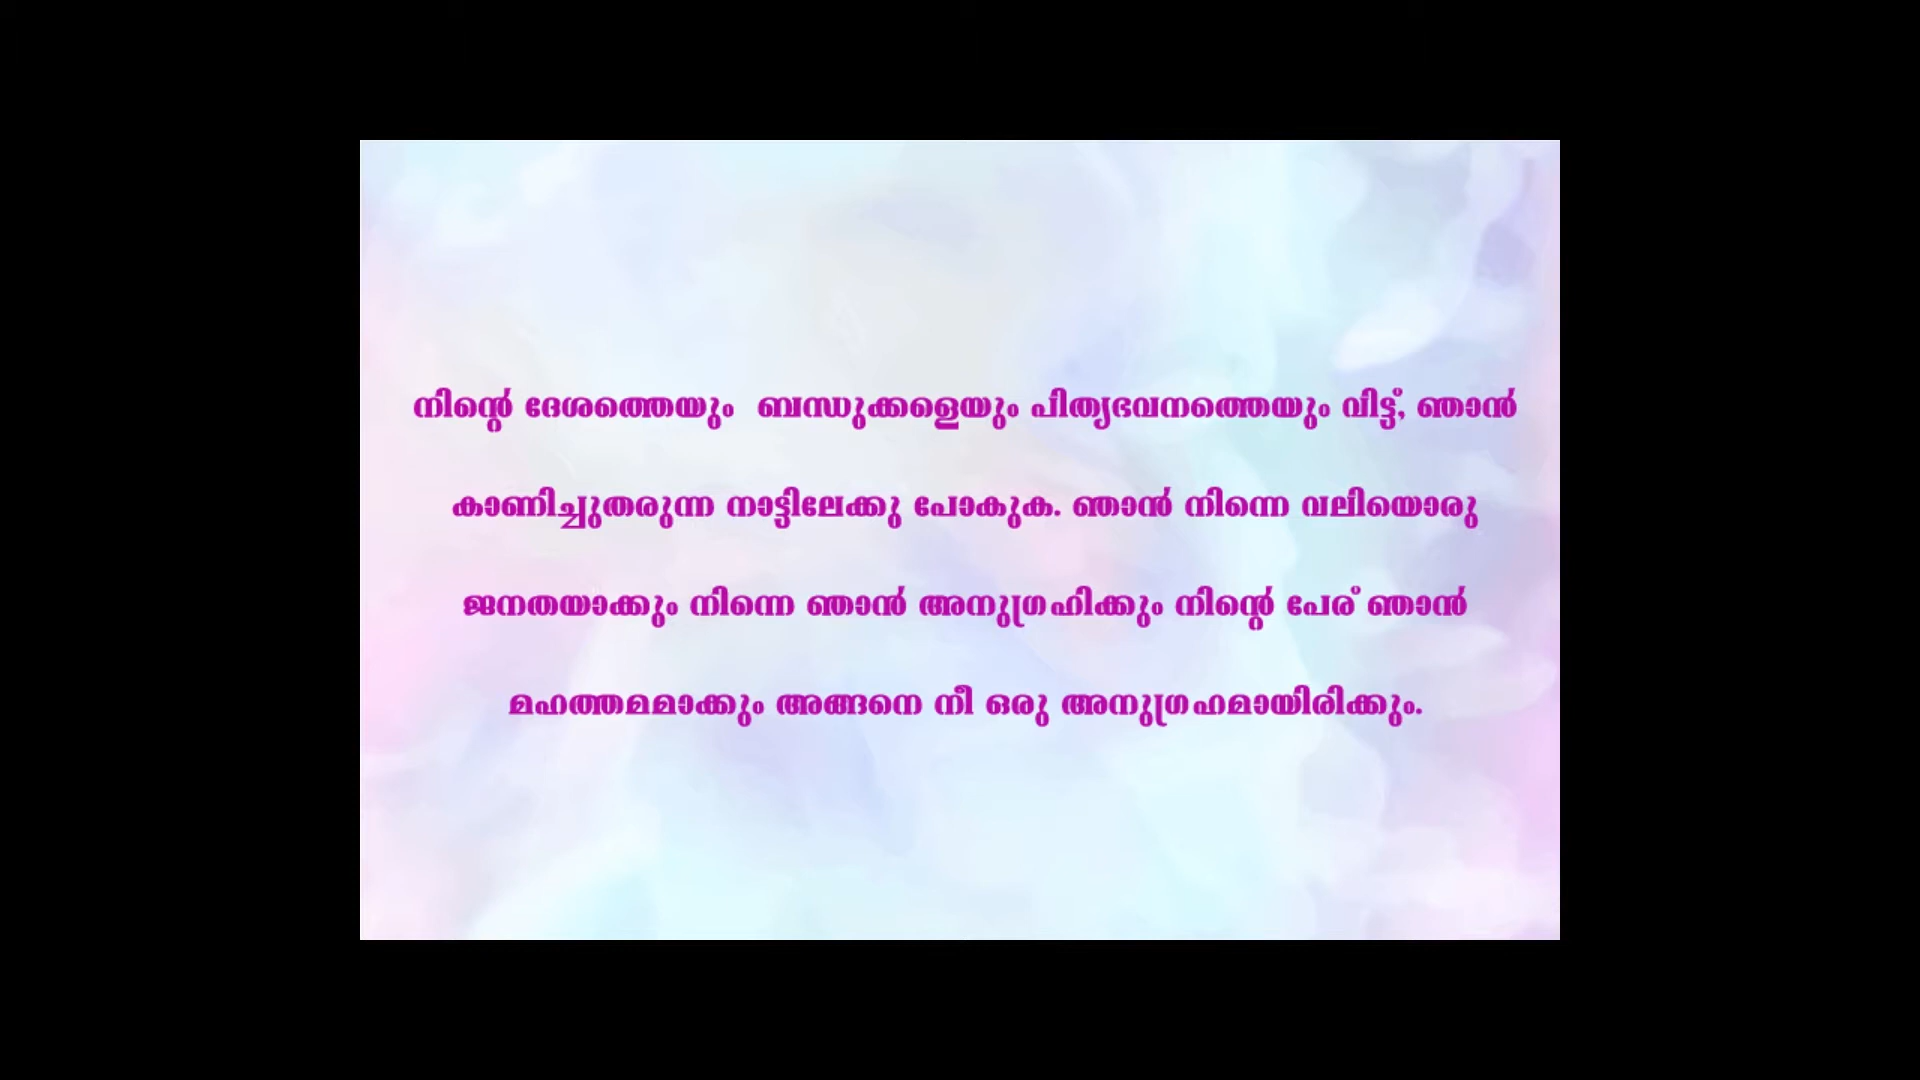 നിന്റെ ദേശത്തെയും ബന്ധുക്കളെയും പിതൃഭവനത്തെയും വിട്ട്, ഞാൻ
കാണിച്ചുതരുന്ന നാട്ടിലേക്കു പോകുക. ഞാൻ നിന്നെ വലിയൊരു
ജനതയാക്കും നിന്നെ ഞാൻ അനുഗ്രഹിക്കും നിന്റെ പേര് ഞാൻ
മഹത്തമമാക്കും അങ്ങനെ നീ ഒരു അനുഗ്രഹമായിരിക്കും.